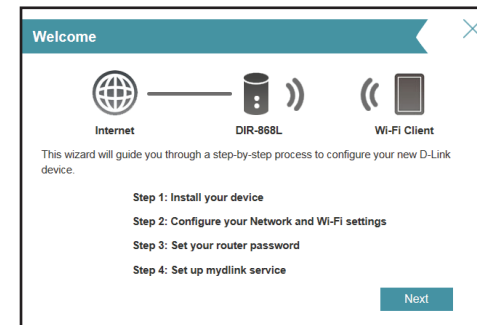 Welcome
Internet
DIR-868L
Wi-Fi Client
This wizard will guide you through a step-by-step process to configure your new D-Link
device.
Step 1: Install your device
Step 2: Configure your Network and Wi-Fi settings
Step 3: Set your router password
Step 4: Set up mydlink service
Next